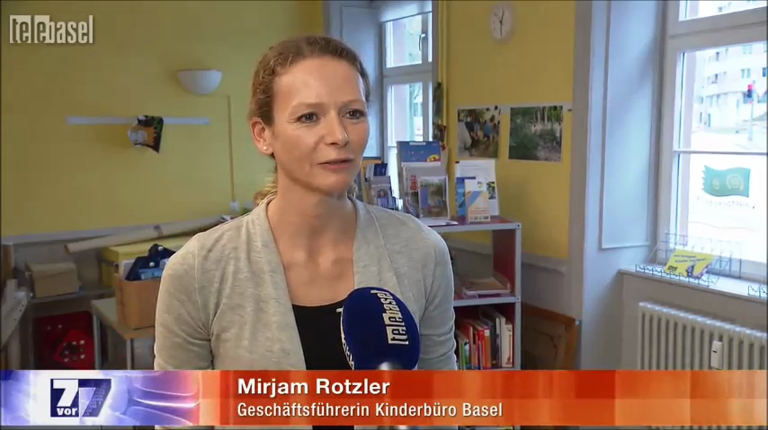 telebasel
telebasel
7 vor 7
Mirjam Rotzler
Geschäftsführerin Kinderbüro Basel